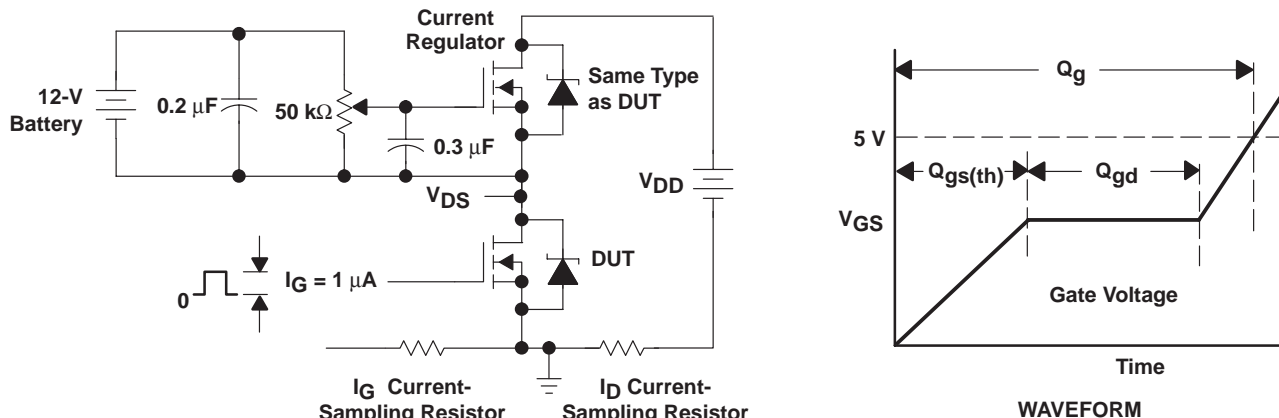 Current
Regulator
12-V
Battery
0.2 μF
50 kΩ
0.3 μF
Same Type
as DUT
VDD
VDS
DUT
0
IG = 1 μA
IG Current-
Sampling Resistor
ID Current-
Sampling Resistor
Qg
5 V
Qgs(th)
Qgd
VGS
Gate Voltage
Time
WAVEFORM